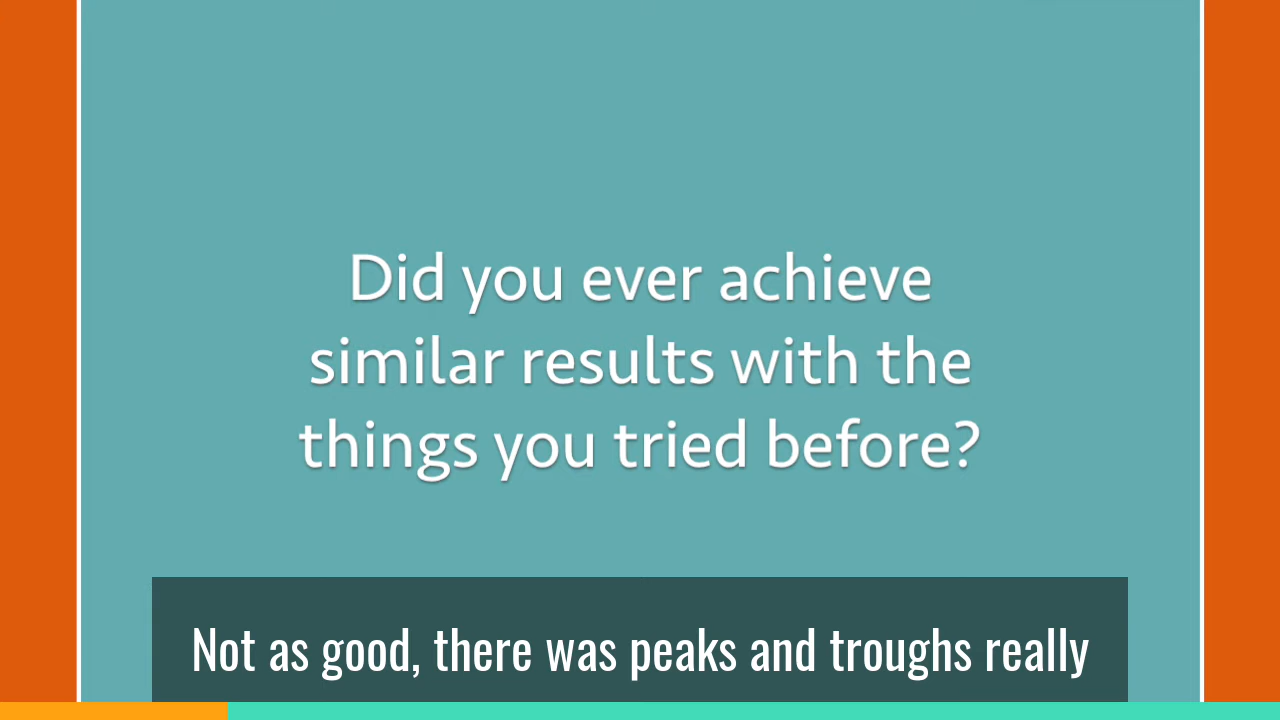 Did you ever achieve
similar results with the
things you tried before?
Not as good, there was peaks and troughs really